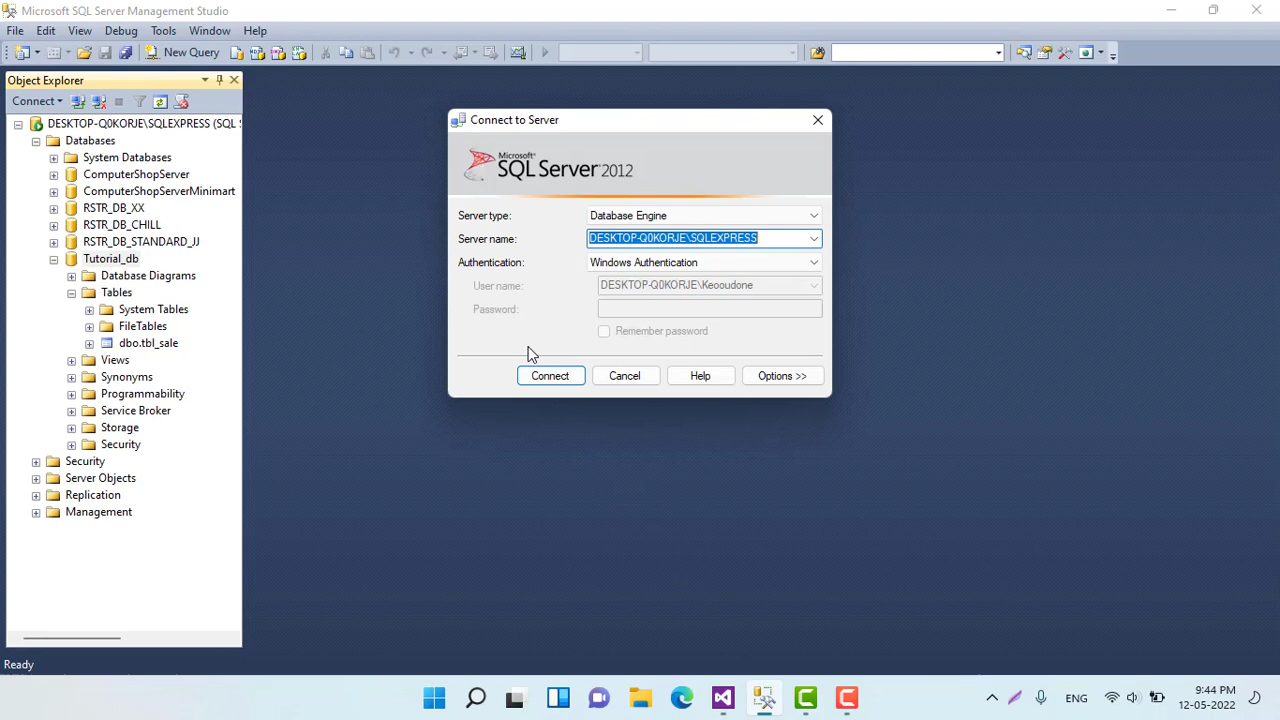 Microsoft SQL Server Management Studio
File Edit View Debug Tools Window Help
New Query
Object Explorer
Connect
DESKTOP-Q0KORJE\SQLEXPRESS (SQL S
Databases
System Databases
ComputerShopServer
ComputerShopServerMinimart
RSTR_DB_XX
RSTR_DB_CHILL
RSTR_DB_STANDARD_JJ
Tutorial_db
Database Diagrams
Tables
System Tables
FileTables
dbo.tbl_sale
Views
Synonyms
Programmability
Service Broker
Storage
Security
Security
Server Objects
Replication
Management
Connect to Server
Microsoft
SQL Server 2012
Server type: Database Engine
Server name: DESKTOP-Q0KORJE\SQLEXPRESS
Authentication: Windows Authentication
User name: DESKTOP-Q0KORJE\Keooudone
Password:
Remember password
Connect Cancel Help Options >>
Ready
ENG
9:44 PM
12-05-2022